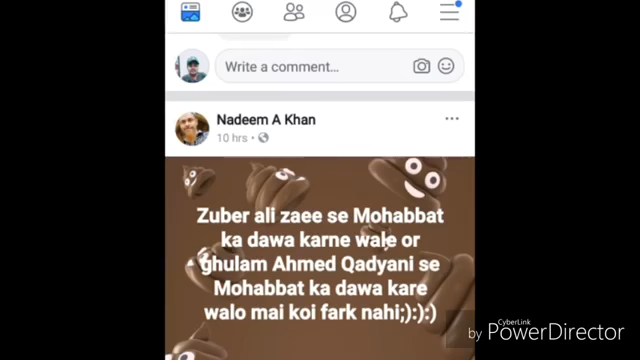 Write a comment...
Nadeem A Khan
10 hrs
Zuber ali zaee se Mohabbat
ka dawa karne wale or
ghulam Ahmed Qadyani se
Mohabbat ka dawa kare
walo mai koi fark nahi;):):)
CyberLink
by PowerDirector